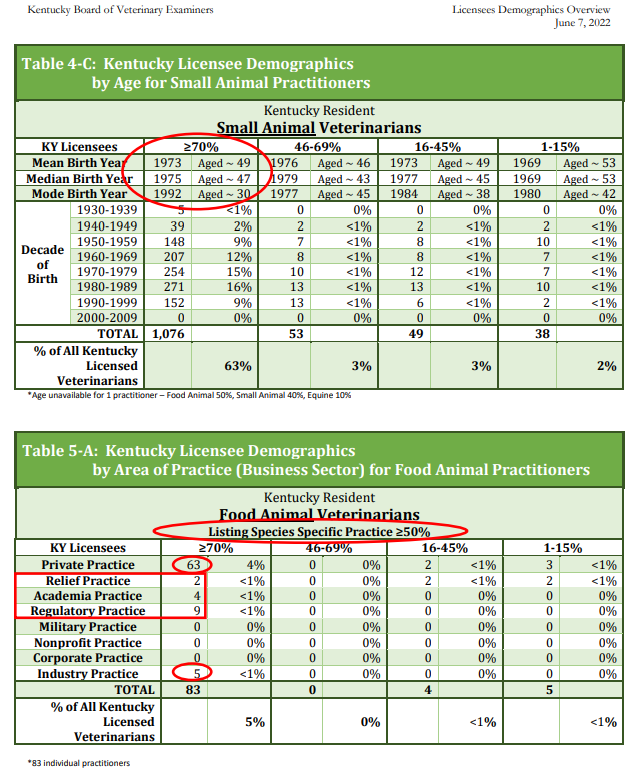 Kentucky Board of Veterinary Examiners Licensees Demographics Overview
June 7, 2022
Table 4-C: Kentucky Licensee Demographics
by Age for Small Animal Practitioners
Kentucky Resident
Small Animal Veterinarians
KY Licensees ≥70% 46-69% 16-45% 1-15%
Mean Birth Year 1973 Aged ~ 49 1976 Aged ~ 46 1973 Aged ~ 49 1969 Aged ~ 53
Median Birth Year 1975 Aged ~ 47 1979 Aged ~ 43 1977 Aged ~ 45 1969 Aged ~ 53
Mode Birth Year 1992 Aged ~ 30 1977 Aged ~ 45 1984 Aged ~ 38 1980 Aged ~ 42
Decade of Birth 1930-1939 5 <1% 0 0% 0 0% 0 0%
1940-1949 39 2% 2 <1% 2 <1% 2 <1%
1950-1959 148 9% 7 <1% 8 <1% 10 <1%
1960-1969 207 12% 8 <1% 8 <1% 7 <1%
1970-1979 254 15% 10 <1% 12 <1% 7 <1%
1980-1989 271 16% 13 <1% 13 <1% 10 <1%
1990-1999 152 9% 13 <1% 6 <1% 2 <1%
2000-2009 0 0% 0 0% 0 0% 0 0%
TOTAL 1,076 53 49 38
% of All Kentucky
Licensed
Veterinarians 63% 3% 3% 2%
*Age unavailable for 1 practitioner – Food Animal 50%, Small Animal 40%, Equine 10%
Table 5-A: Kentucky Licensee Demographics
by Area of Practice (Business Sector) for Food Animal Practitioners
Kentucky Resident
Food Animal Veterinarians
Listing Species Specific Practice ≥50%
KY Licensees ≥70% 46-69% 16-45% 1-15%
Private Practice 63 4% 0 0% 2 <1% 3 <1%
Relief Practice 2 <1% 0 0% 2 <1% 2 <1%
Academia Practice 4 <1% 0 0% 0 0% 0 0%
Regulatory Practice 9 <1% 0 0% 0 0% 0 0%
Military Practice 0 0% 0 0% 0 0% 0 0%
Nonprofit Practice 0 0% 0 0% 0 0% 0 0%
Corporate Practice 0 0% 0 0% 0 0% 0 0%
Industry Practice 5 <1% 0 0% 0 0% 0 0%
TOTAL 83 0 4 5
% of All Kentucky
Licensed
Veterinarians 5% 0% <1% <1%
*83 individual practitioners